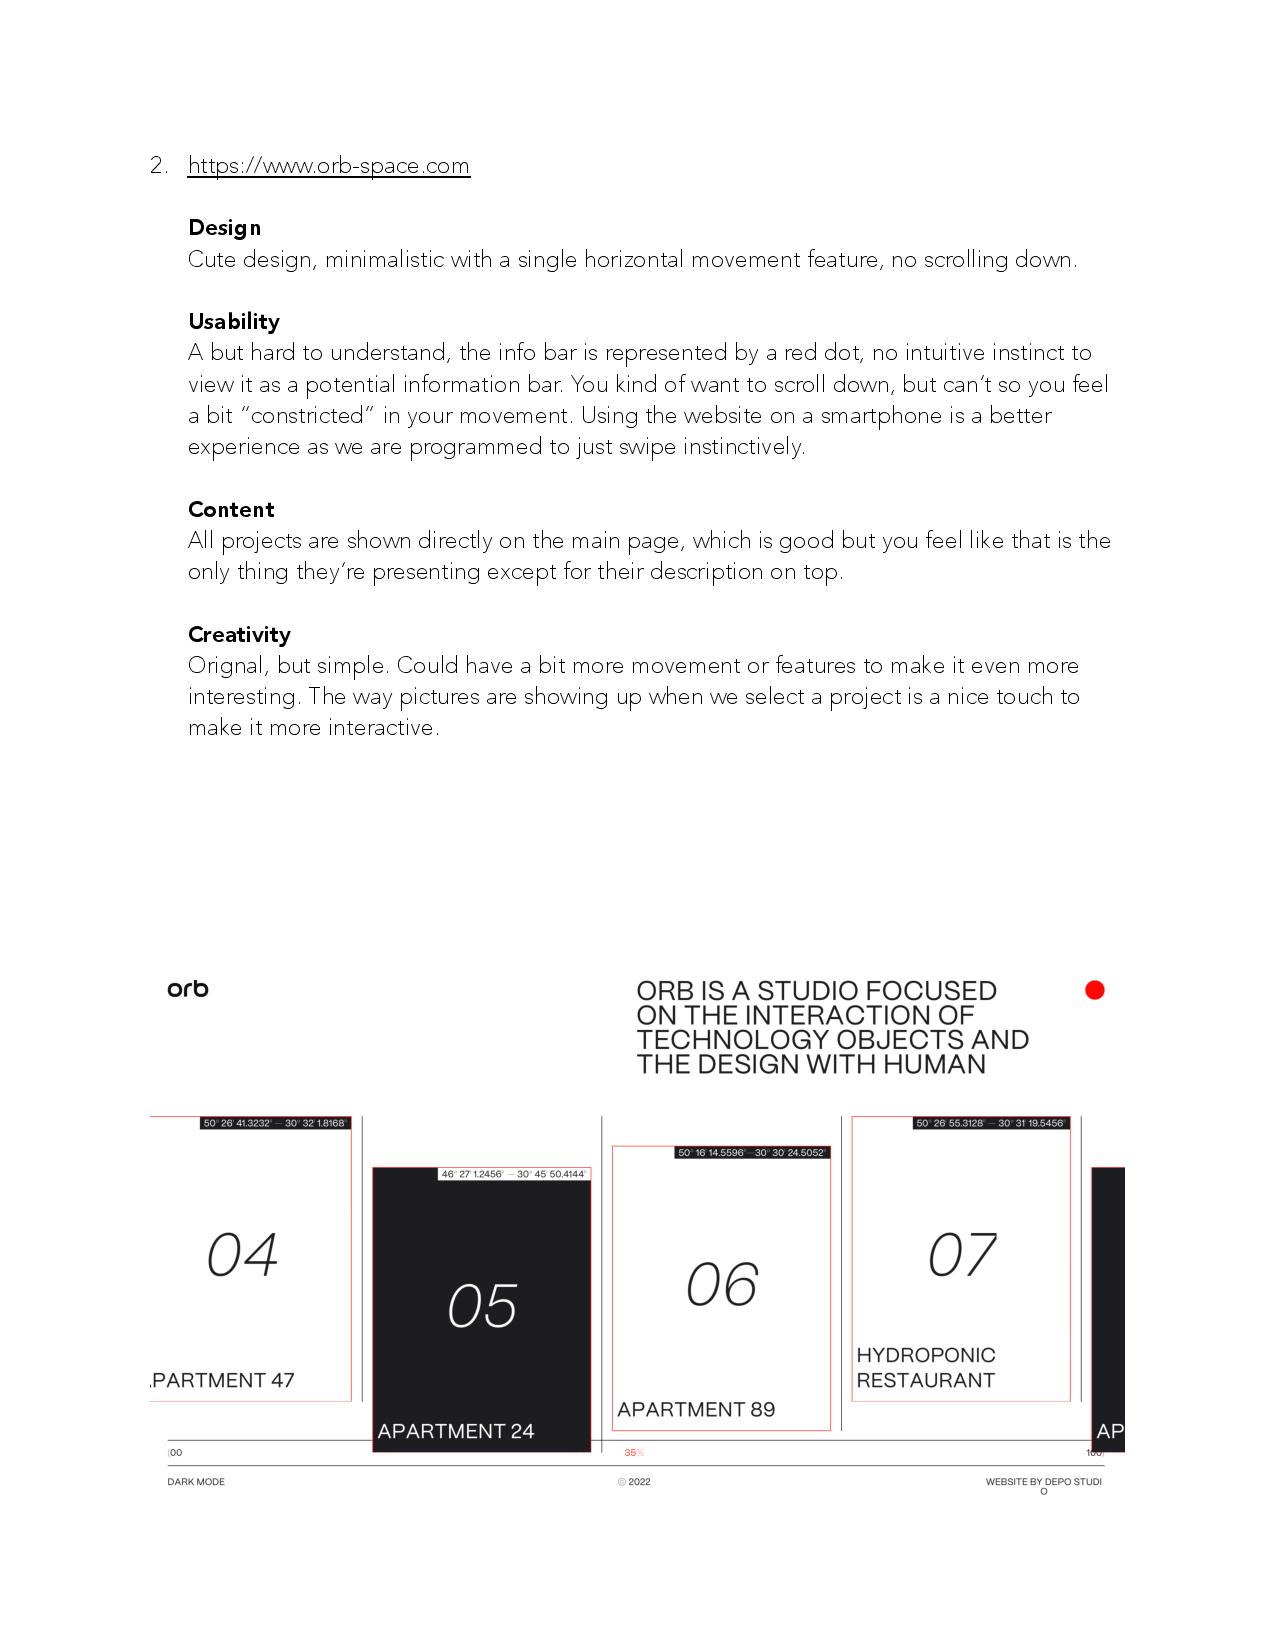 2. https://www.orb-space.com
Design
Cute design, minimalistic with a single horizontal movement feature, no scrolling down.
Usability
A but hard to understand, the info bar is represented by a red dot, no intuitive instinct to
view it as a potential information bar. You kind of want to scroll down, but can’t so you feel
a bit “constricted” in your movement. Using the website on a smartphone is a better
experience as we are programmed to just swipe instinctively.
Content
All projects are shown directly on the main page, which is good but you feel like that is the
only thing they’re presenting except for their description on top.
Creativity
Orignal, but simple. Could have a bit more movement or features to make it even more
interesting. The way pictures are showing up when we select a project is a nice touch to
make it more interactive.
orb
ORB IS A STUDIO FOCUSED
ON THE INTERACTION OF
TECHNOLOGY OBJECTS AND
THE DESIGN WITH HUMAN
50° 26' 41.3232" — 30° 32' 1.8168"
04
PARTMENT 47
46° 27' 1.2456" — 30° 45' 50.4144"
05
APARTMENT 24
50° 16' 14.5596" — 30° 30' 24.5052"
06
APARTMENT 89
50° 26' 55.3128" — 30° 31' 19.5456"
07
HYDROPONIC
RESTAURANT
AP
(00
35%
100)
DARK MODE
© 2022
WEBSITE BY DEPO STUDI
O